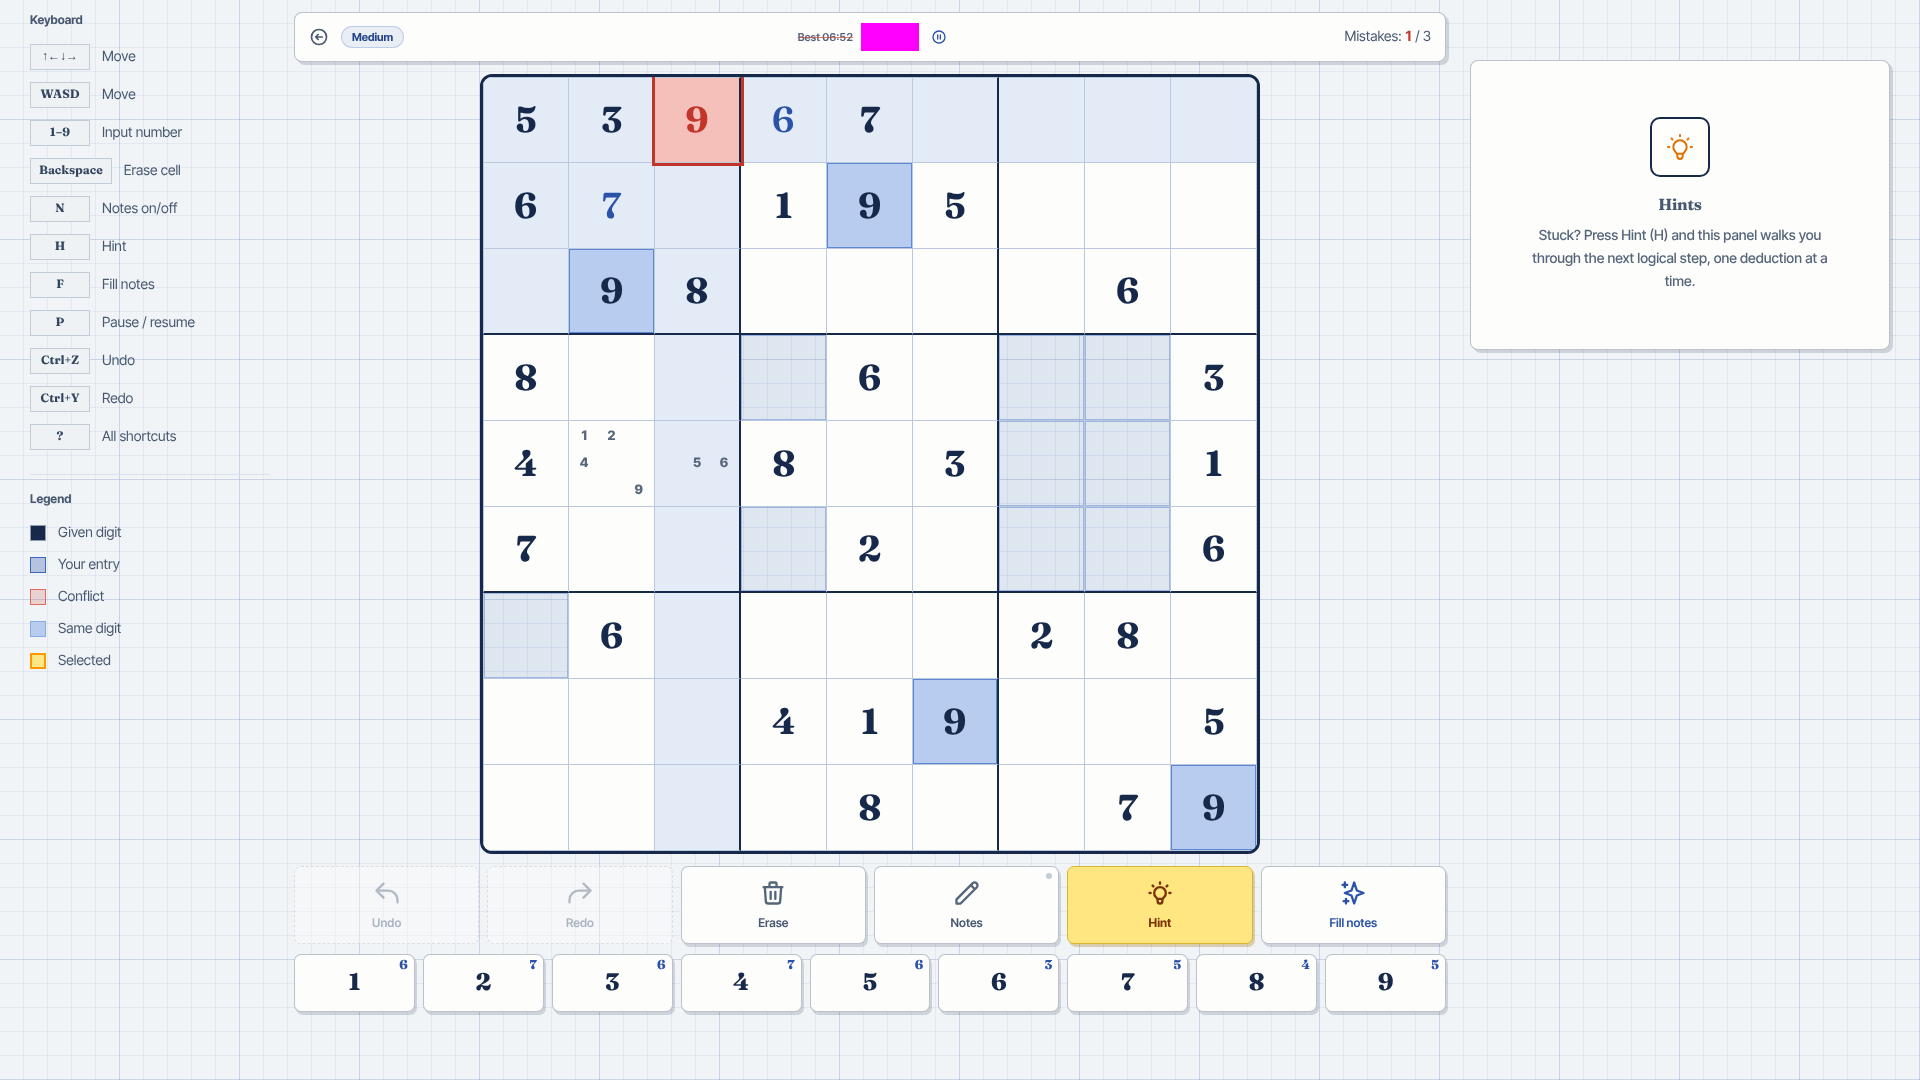 Keyboard
↑←↓→ Move
WASD Move
1–9 Input number
Backspace Erase cell
N Notes on/off
H Hint
F Fill notes
P Pause / resume
Ctrl+Z Undo
Ctrl+Y Redo
? All shortcuts
Legend
Given digit
Your entry
Conflict
Same digit
Selected
Medium
Best 06:52
Mistakes: 1 / 3
5 3 9 6 7
6 7 1 9 5
9 8 6
8 6 3
1 2
4 4 5 6 8 3 1
9
7 2 6
6 2 8
4 1 9 5
8 7 9
Undo Redo Erase Notes Hint Fill notes
1 6 2 7 3 6 4 7 5 6 6 3 7 5 8 4 9 5
Hints
Stuck? Press Hint (H) and this panel walks you
through the next logical step, one deduction at a
time.